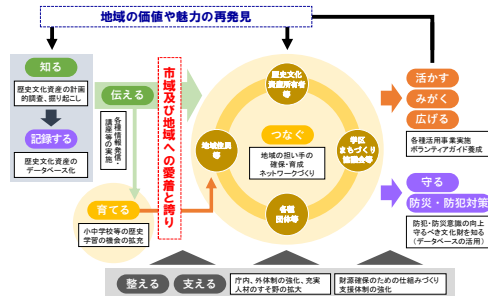 地域の価値や魅力の再発見
知る
歴史文化資産の計画
的調査、掘り起こし
記録する
歴史文化資産の
データベース化
伝える
各種情報発信・
講座等の実施
育てる
小中学校等の歴史
学習の機会の拡充
市域及び地域への愛着と誇り
歴史文化
資産所有者
等
地域住民
等
つなぐ
地域の担い手の
確保・育成
ネットワークづくり
学区
まちづくり
協議会等
各種
団体等
活かす
みがく
広げる
各種活用事業実施
ボランティアガイド養成
守る
防災・防犯対策
防犯・防災意識の向上
守るべき文化財を知る
(データベースの活用)
整える
支える
庁内、外体制の強化、充実
人材のすそ野の拡大
財源確保のための仕組みづくり
支援体制の強化